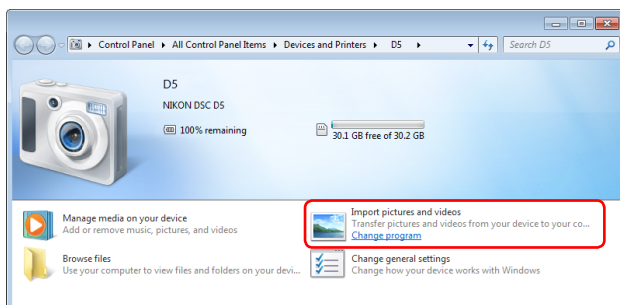 Control Panel ▸ All Control Panel Items ▸ Devices and Printers ▸ D5 ▸ Search D5
D5
NIKON DSC D5
100% remaining
30.1 GB free of 30.2 GB
Manage media on your device
Add or remove music, pictures, and videos
Import pictures and videos
Transfer pictures and videos from your device to your co...
Change program
Browse files
Use your computer to view files and folders on your devi...
Change general settings
Change how your device works with Windows